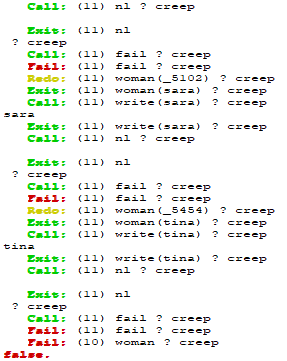 Call: (11) nl ? creep
Exit: (11) nl
? creep
Call: (11) fail ? creep
Fail: (11) fail ? creep
Redo: (11) woman(_5102) ? creep
Exit: (11) woman(sara) ? creep
Call: (11) write(sara) ? creep
sara
Exit: (11) write(sara) ? creep
Call: (11) nl ? creep
Exit: (11) nl
? creep
Call: (11) fail ? creep
Fail: (11) fail ? creep
Redo: (11) woman(_5454) ? creep
Exit: (11) woman(tina) ? creep
Call: (11) write(tina) ? creep
tina
Exit: (11) write(tina) ? creep
Call: (11) nl ? creep
Exit: (11) nl
? creep
Call: (11) fail ? creep
Fail: (11) fail ? creep
Fail: (10) woman ? creep
false.